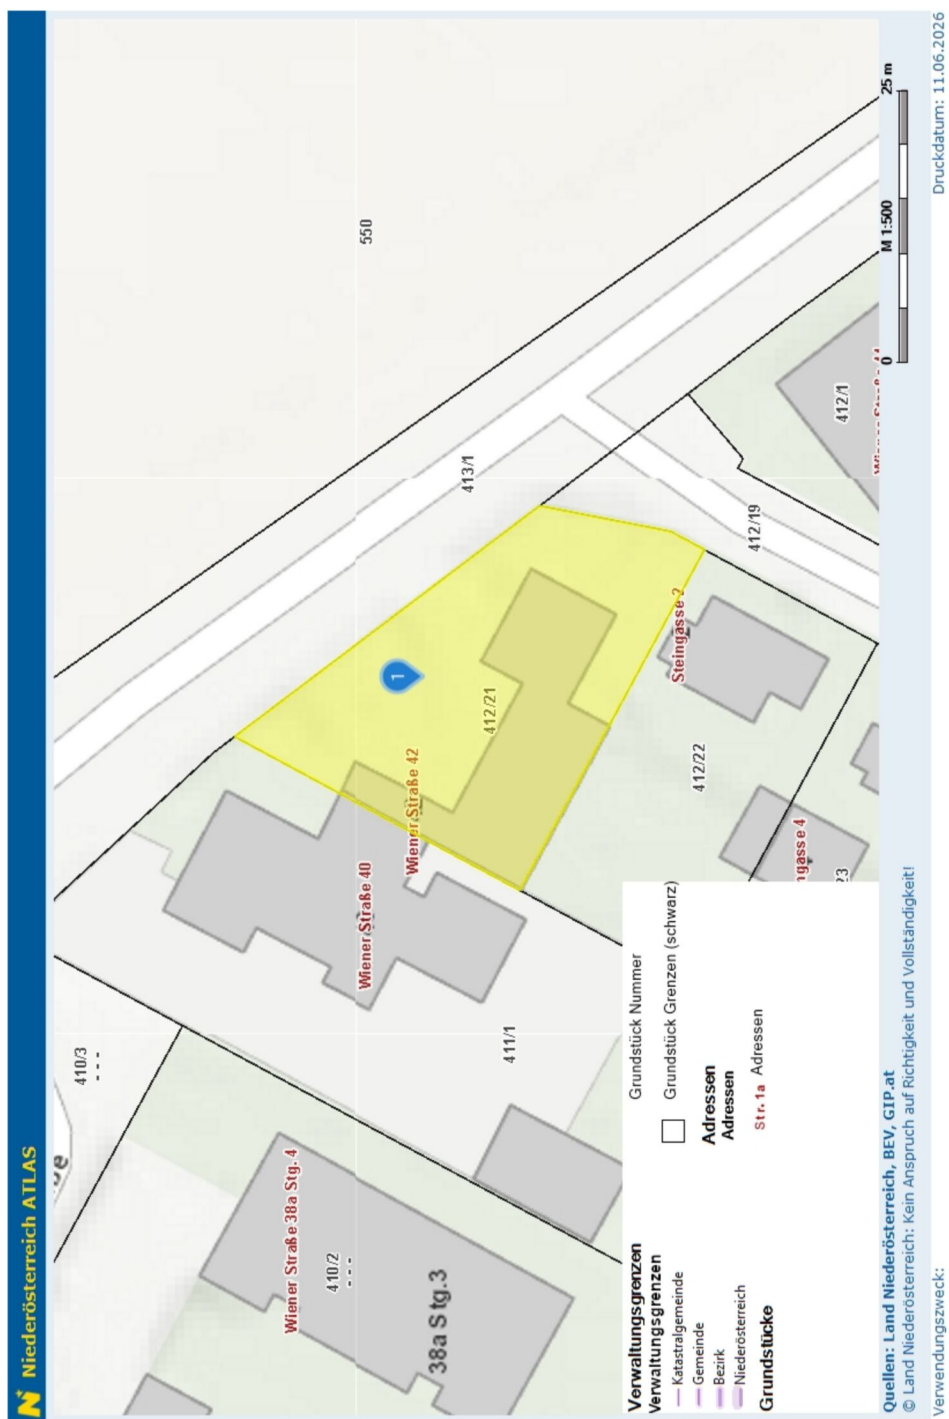 Niederösterreich ATLAS
550
413/1
410/3
Wiener Straße 42
412/21
Wiener Straße 40
Steingasse 2
412/19
412/1
412/22
411/1
Wiener Straße 38a Stg. 4
410/2
38a Stg.3
1
Verwaltungsgrenzen
Verwaltungsgrenzen
Katastralgemeinde
Gemeinde
Bezirk
Niederösterreich
Grundstücke
Grundstück Nummer
Grundstück Grenzen (schwarz)
Adressen
Adressen
Str. 1a Adressen
0 M 1:500 25 m
Quellen: Land Niederösterreich, BEV, GIP.at
© Land Niederösterreich: Kein Anspruch auf Richtigkeit und Vollständigkeit!
Verwendungszweck:
Druckdatum: 11.06.2026